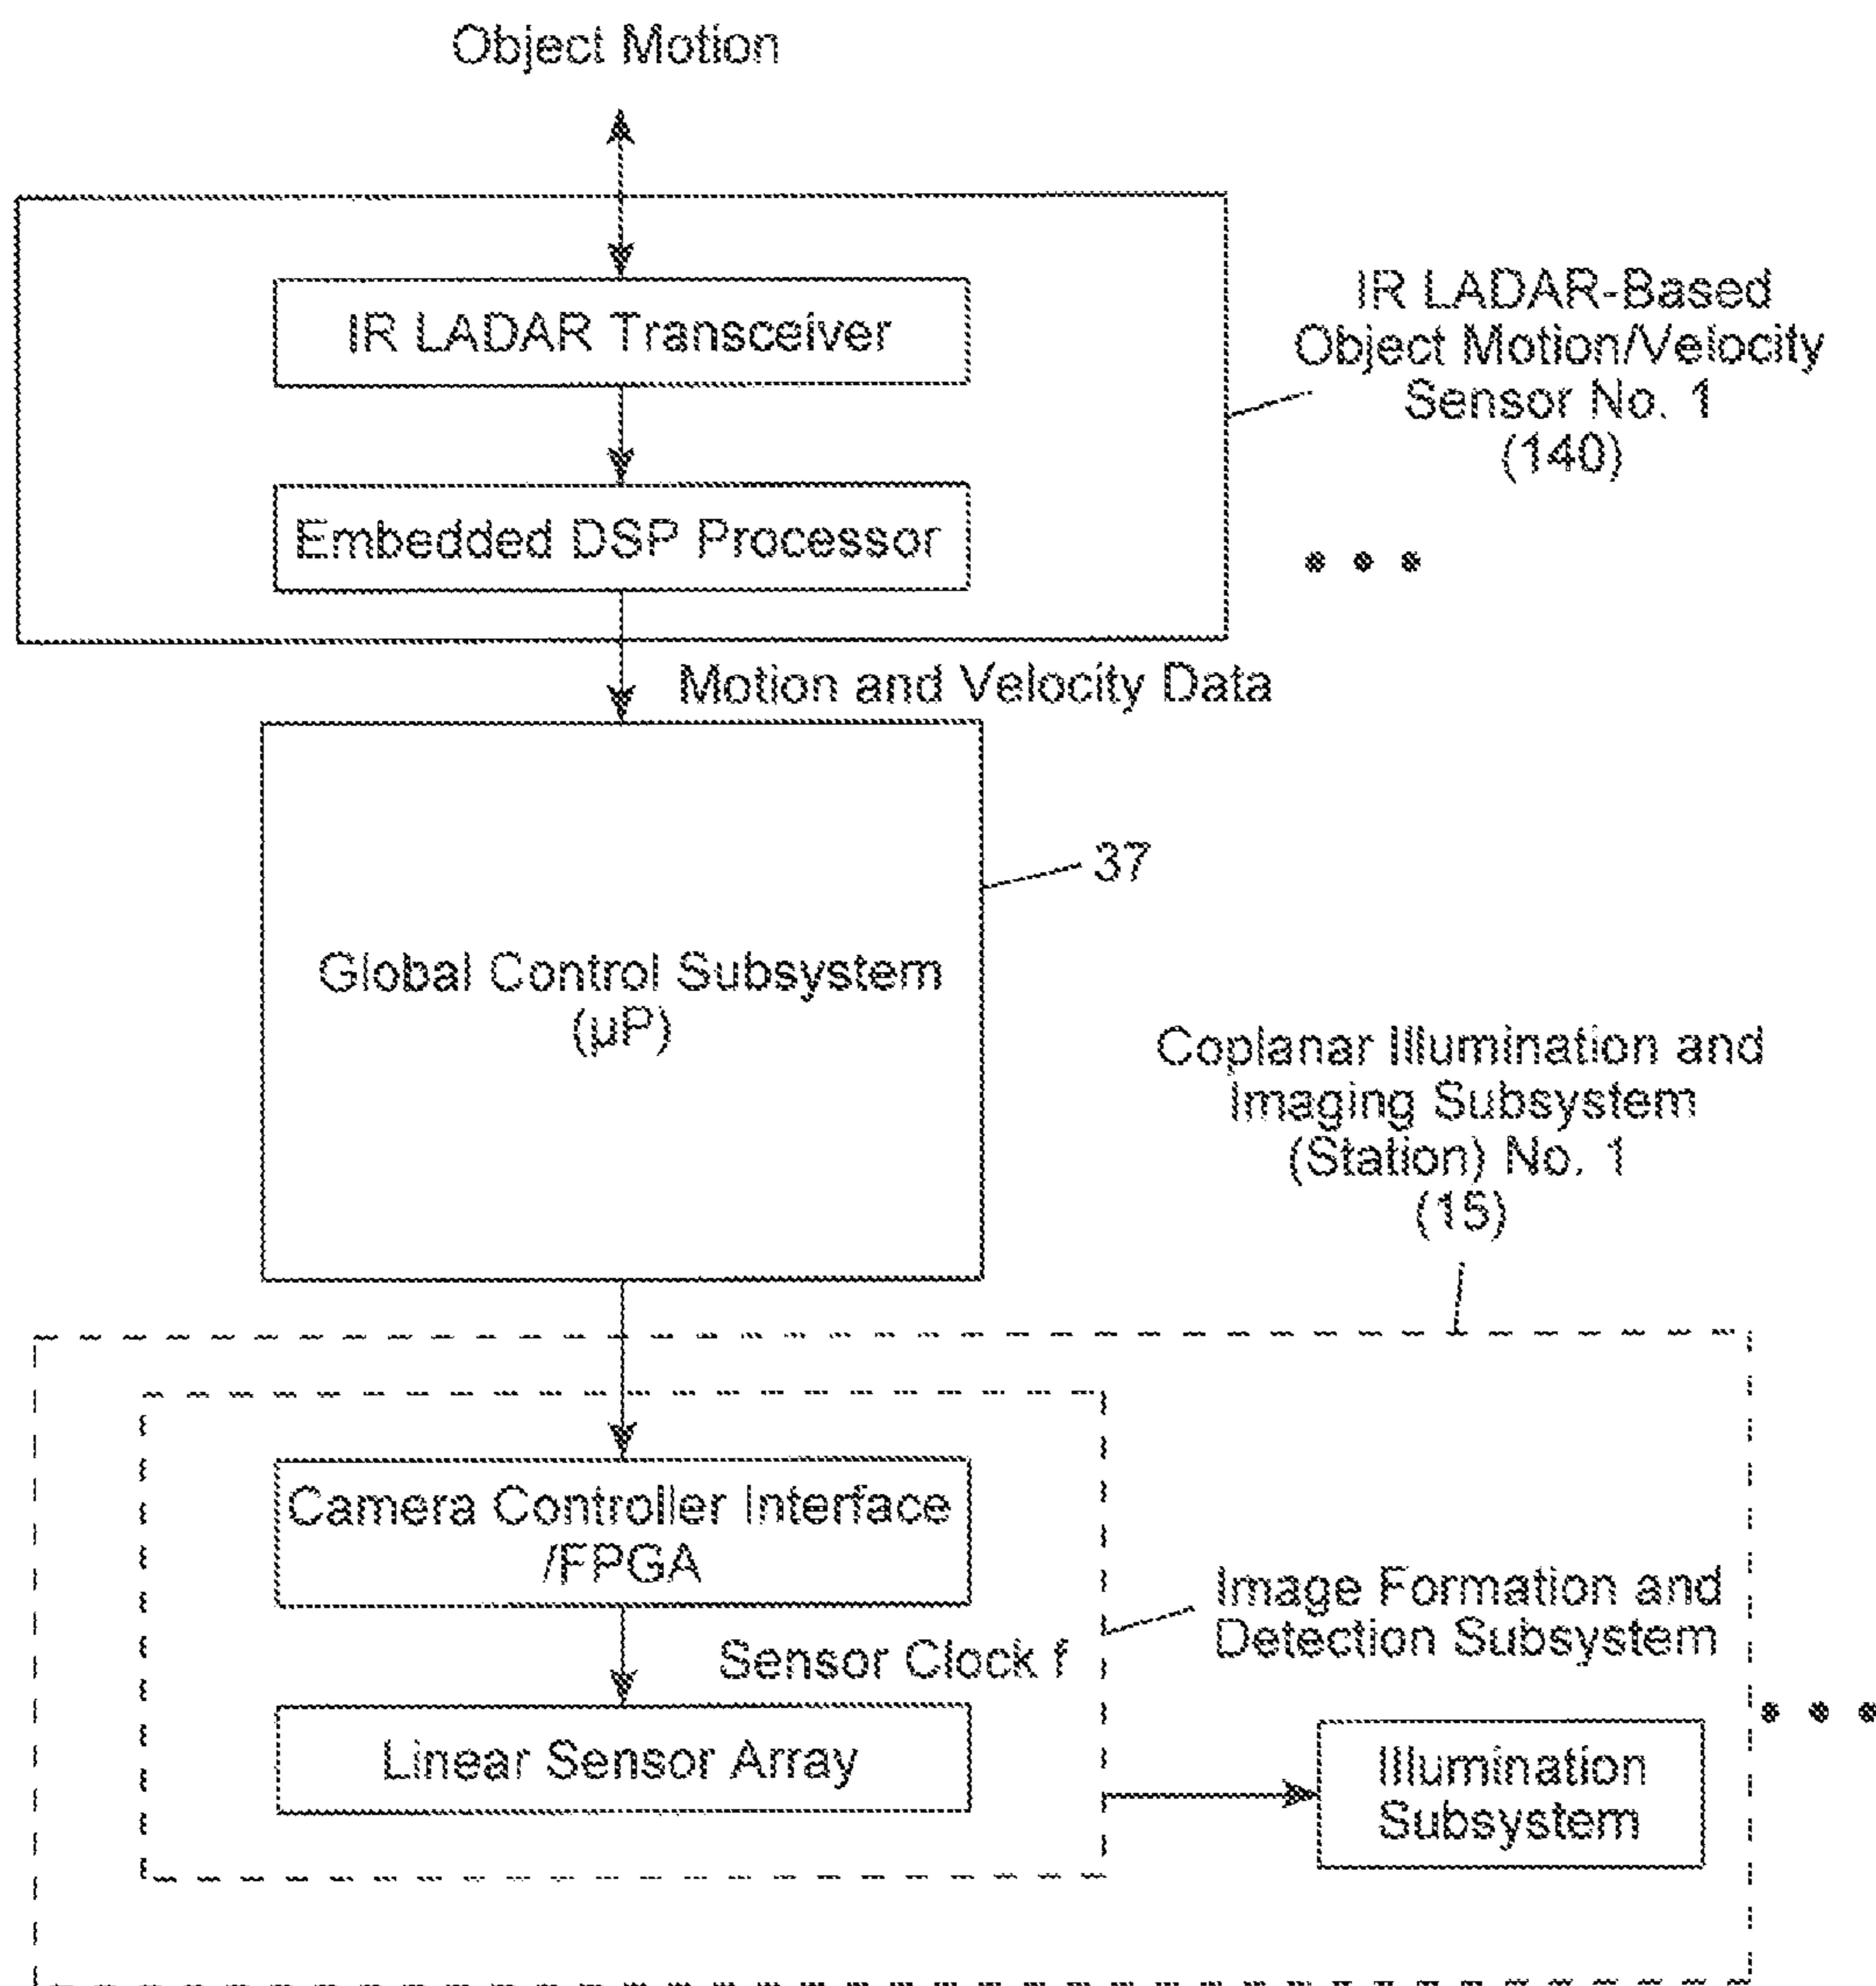 Object Motion
IR LADAR Transceiver
IR LADAR-Based
Object Motion/Velocity
Sensor No. 1
(140)
Embedded DSP Processor
Motion and Velocity Data
37
Global Control Subsystem
(µP)
Coplanar Illumination and
Imaging Subsystem
(Station) No. 1
(15)
Camera Controller Interface
/FPGA
Image Formation and
Detection Subsystem
Sensor Clock f
Linear Sensor Array
Illumination
Subsystem